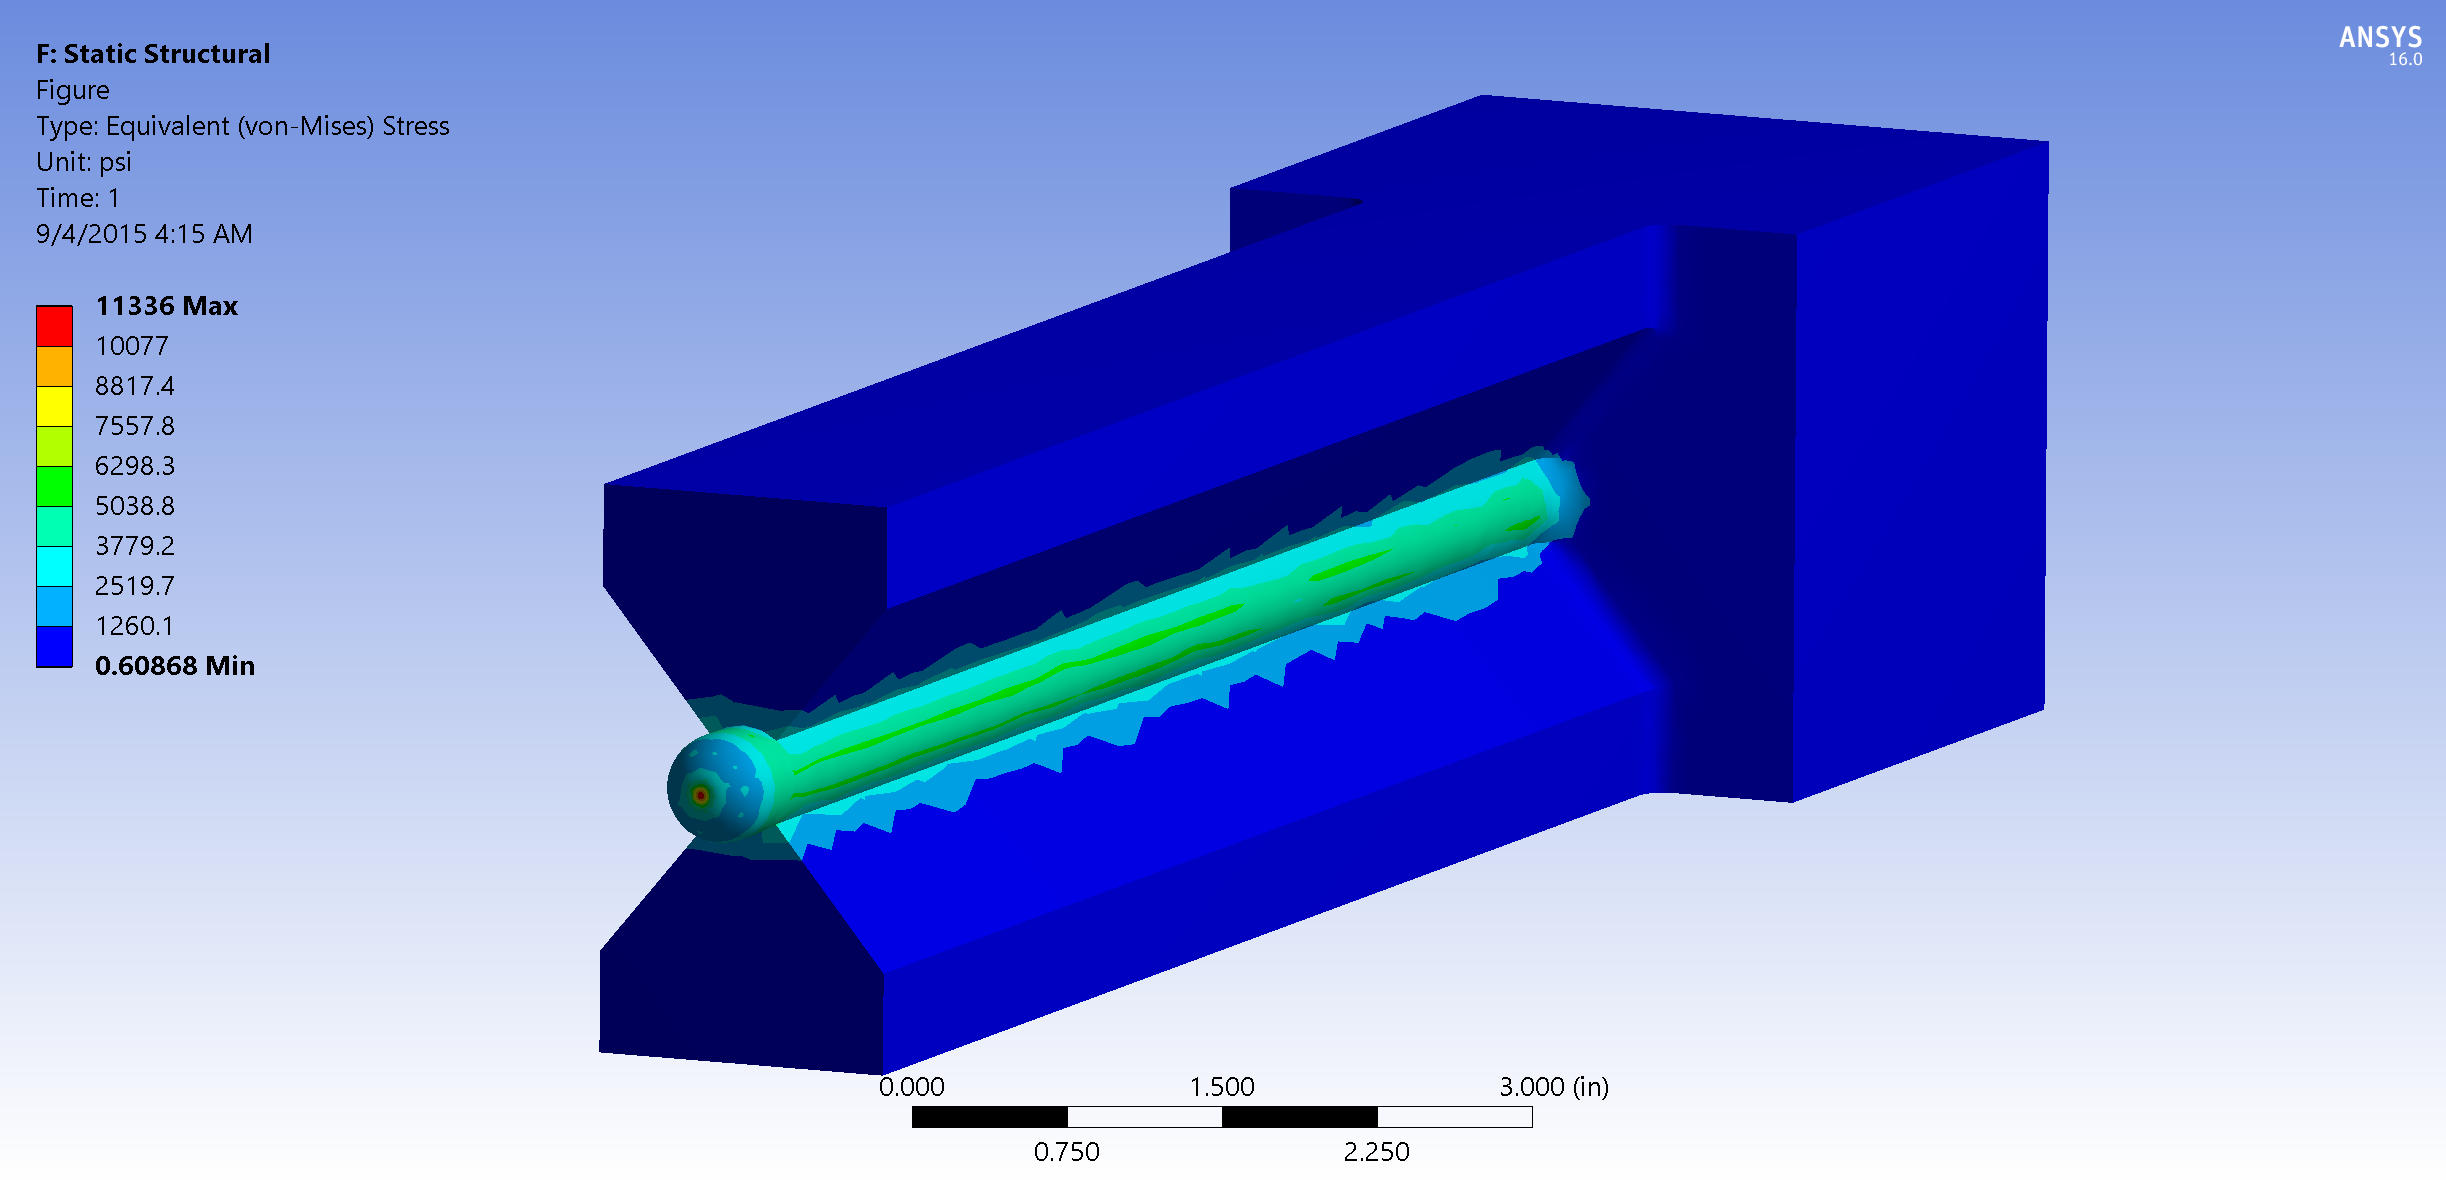 F: Static Structural
Figure
Type: Equivalent (von-Mises) Stress
Unit: psi
Time: 1
9/4/2015 4:15 AM
ANSYS
16.0
11336 Max
10077
8817.4
7557.8
6298.3
5038.8
3779.2
2519.7
1260.1
0.60868 Min
0.000 1.500 3.000 (in)
0.750 2.250